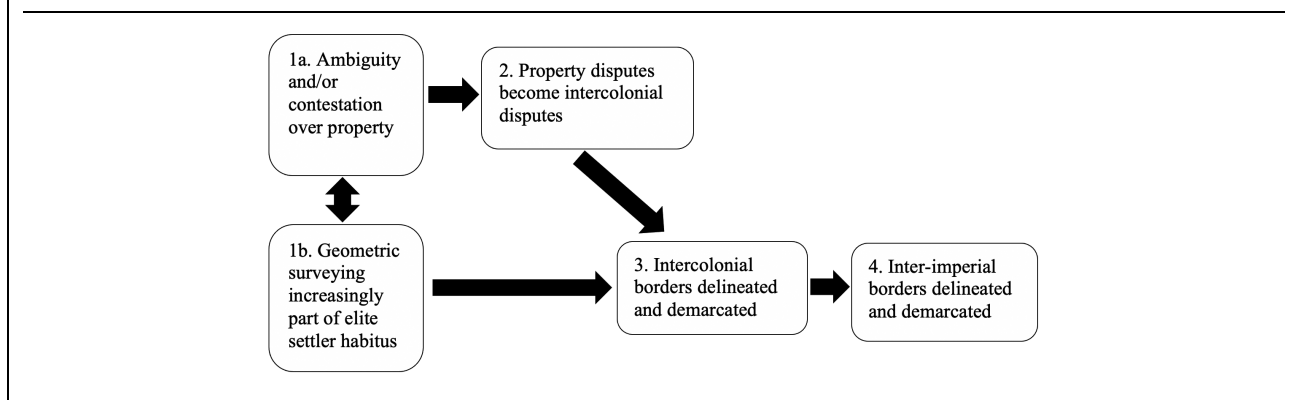 1a. Ambiguity
and/or
contestation
over property
2. Property disputes
become intercolonial
disputes
1b. Geometric
surveying
increasingly
part of elite
settler habitus
3. Intercolonial
borders delineated
and demarcated
4. Inter-imperial
borders delineated
and demarcated